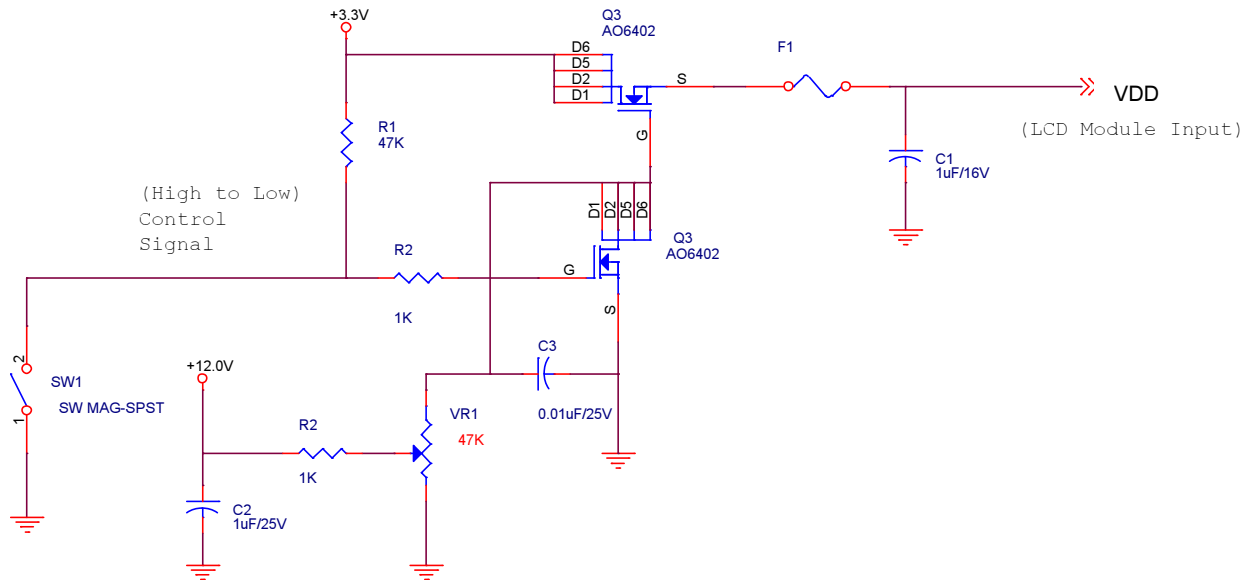 +3.3V
Q3
AO6402
D6
D5
D2
D1
S
G
F1
VDD
(LCD Module Input)
R1
47K
C1
1uF/16V
(High to Low)
Control
Signal
D1
D2
D5
D6
Q3
AO6402
R2
1K
G
S
2
1
SW1
SW MAG-SPST
+12.0V
C3
0.01uF/25V
VR1
47K
R2
1K
C2
1uF/25V